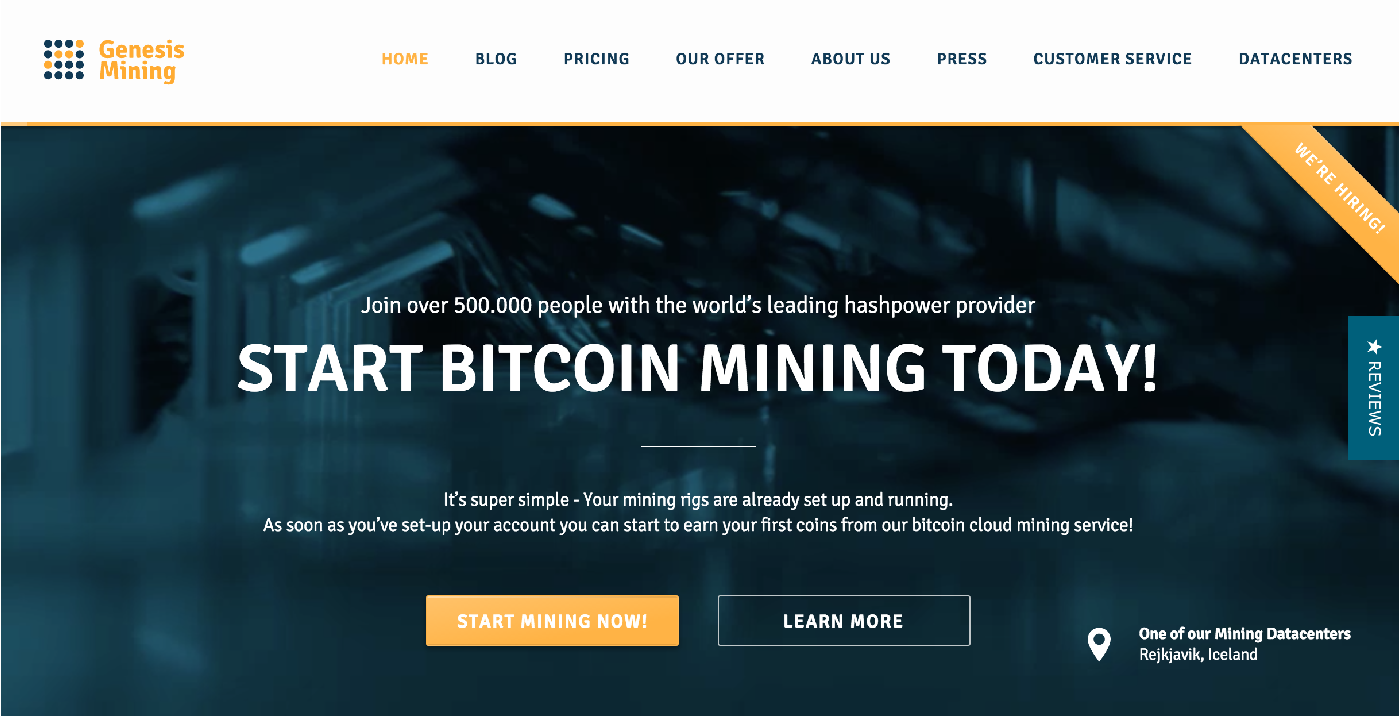 Genesis
Mining
HOME BLOG PRICING OUR OFFER ABOUT US PRESS CUSTOMER SERVICE DATACENTERS
WE'RE HIRING!
Join over 500.000 people with the world's leading hashpower provider
START BITCOIN MINING TODAY!
★ REVIEWS
It's super simple - Your mining rigs are already set up and running.
As soon as you've set-up your account you can start to earn your first coins from our bitcoin cloud mining service!
START MINING NOW! LEARN MORE
One of our Mining Datacenters
Rejkjavik, Iceland